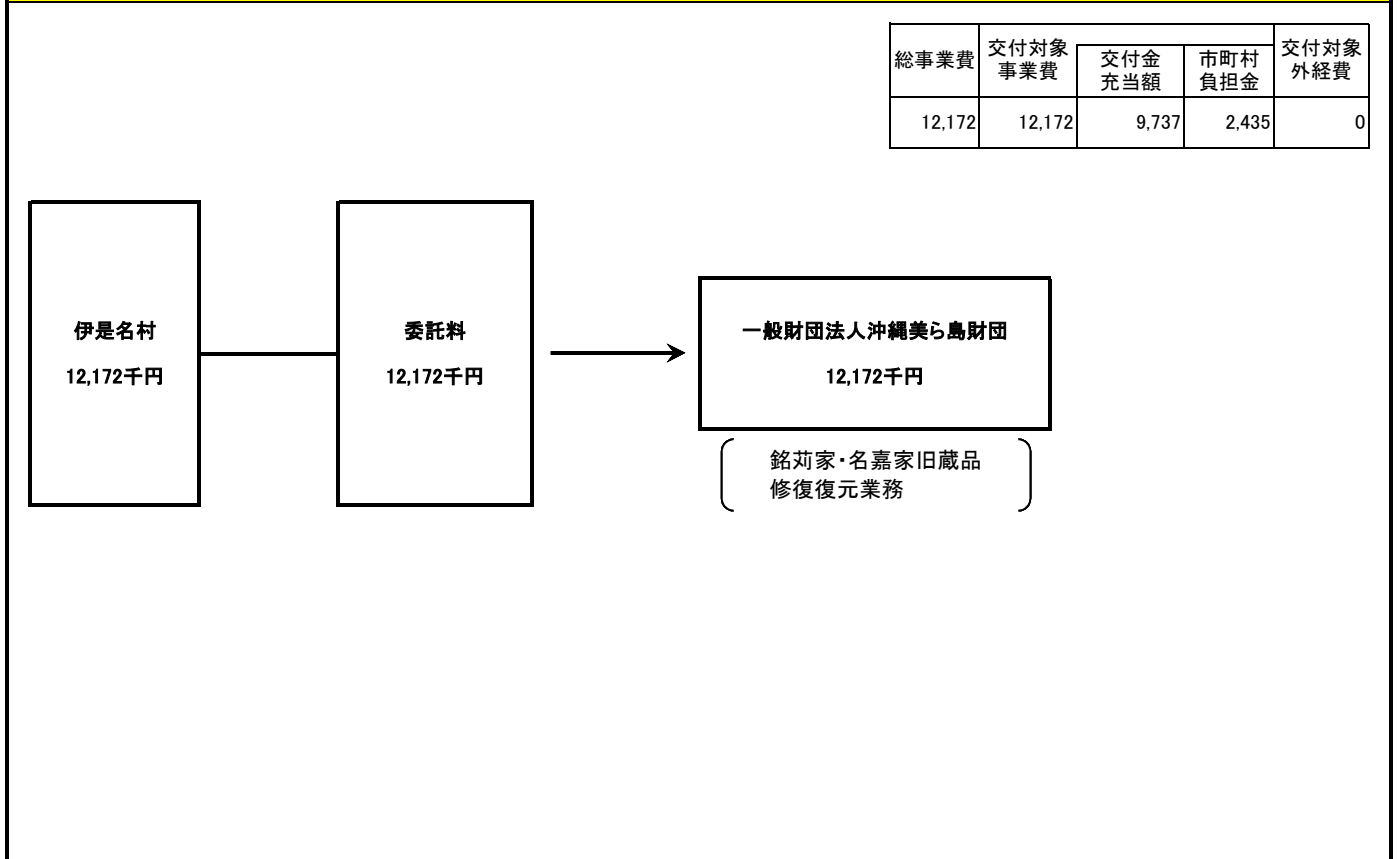 総事業費
交付対象
事業費
交付金
充当額
市町村
負担金
交付対象
外経費
12,172 12,172 9,737 2,435 0
伊是名村
12,172千円
委託料
12,172千円
一般財団法人沖縄美ら島財団
12,172千円
銘苅家・名嘉家旧蔵品
修復復元業務